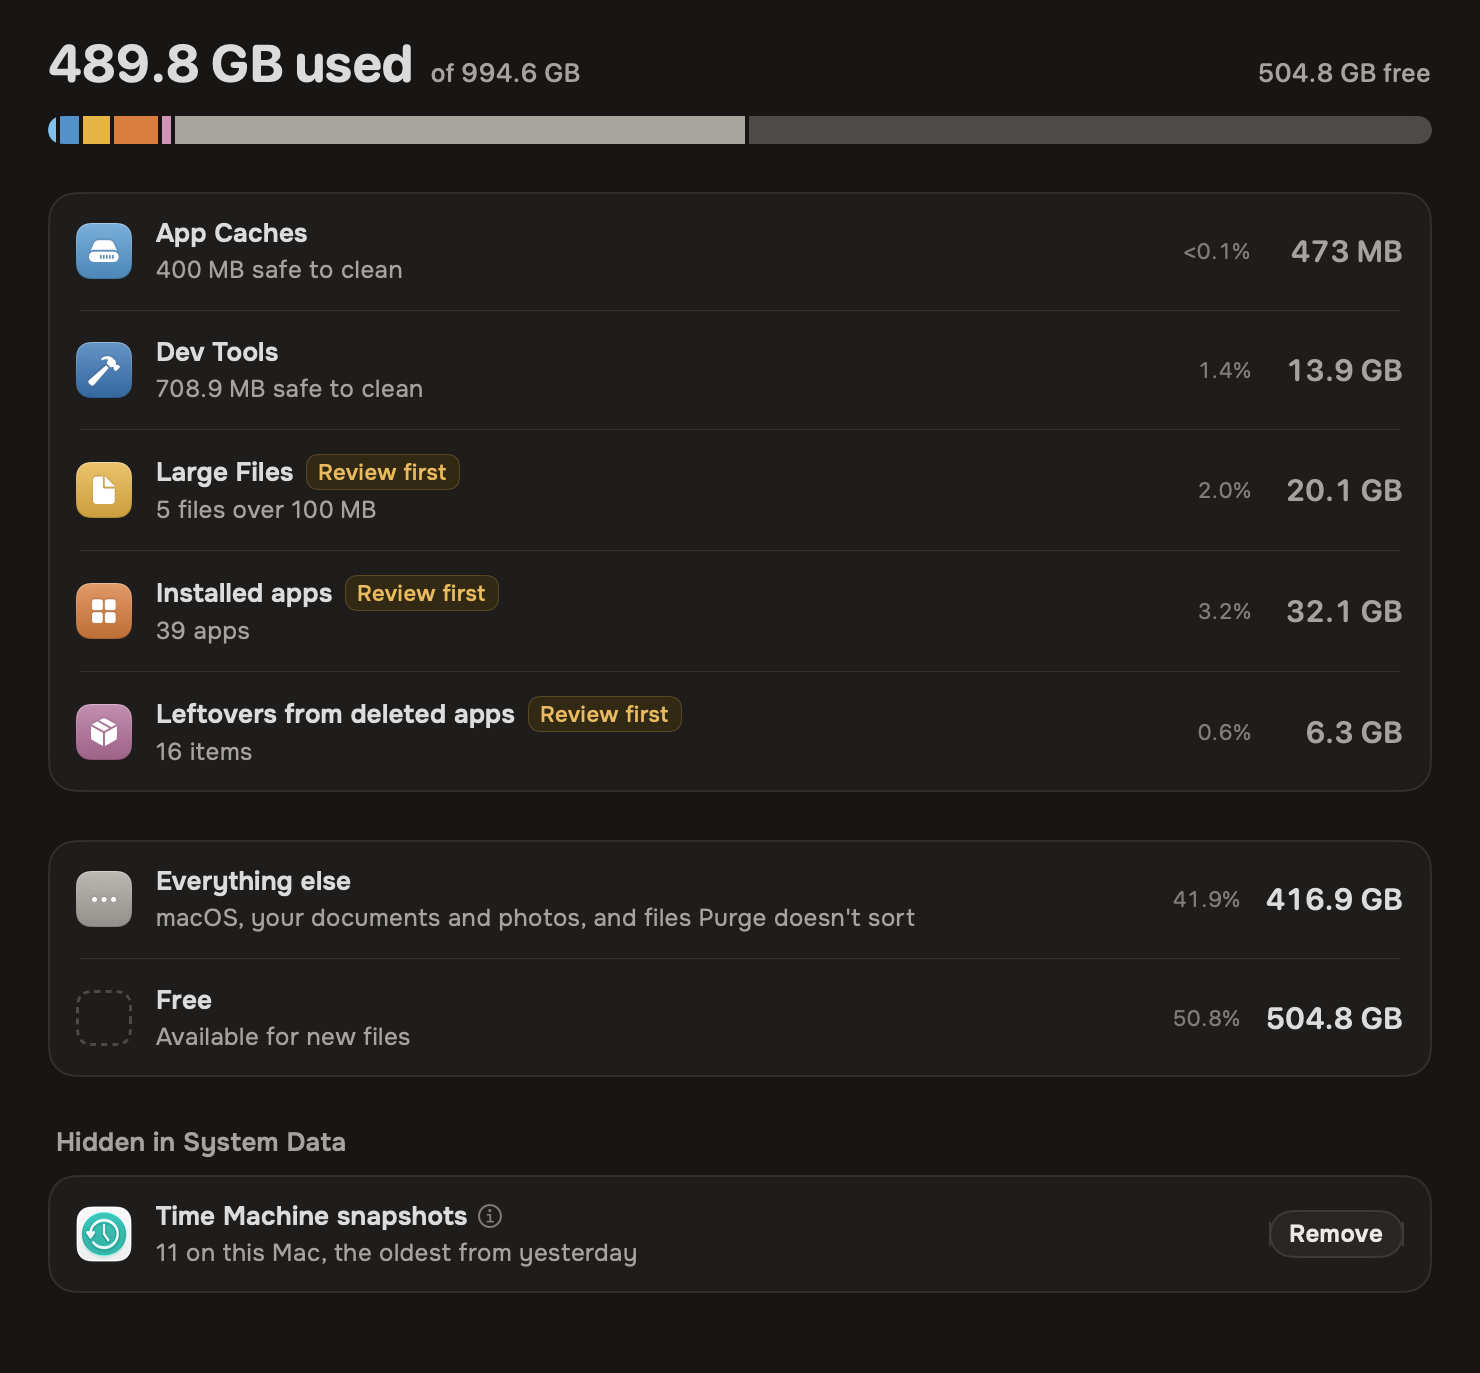 489.8 GB used of 994.6 GB 504.8 GB free
App Caches
400 MB safe to clean
<0.1% 473 MB
Dev Tools
708.9 MB safe to clean
1.4% 13.9 GB
Large Files Review first
5 files over 100 MB
2.0% 20.1 GB
Installed apps Review first
39 apps
3.2% 32.1 GB
Leftovers from deleted apps Review first
16 items
0.6% 6.3 GB
Everything else
macOS, your documents and photos, and files Purge doesn't sort
41.9% 416.9 GB
Free
Available for new files
50.8% 504.8 GB
Hidden in System Data
Time Machine snapshots
11 on this Mac, the oldest from yesterday
Remove